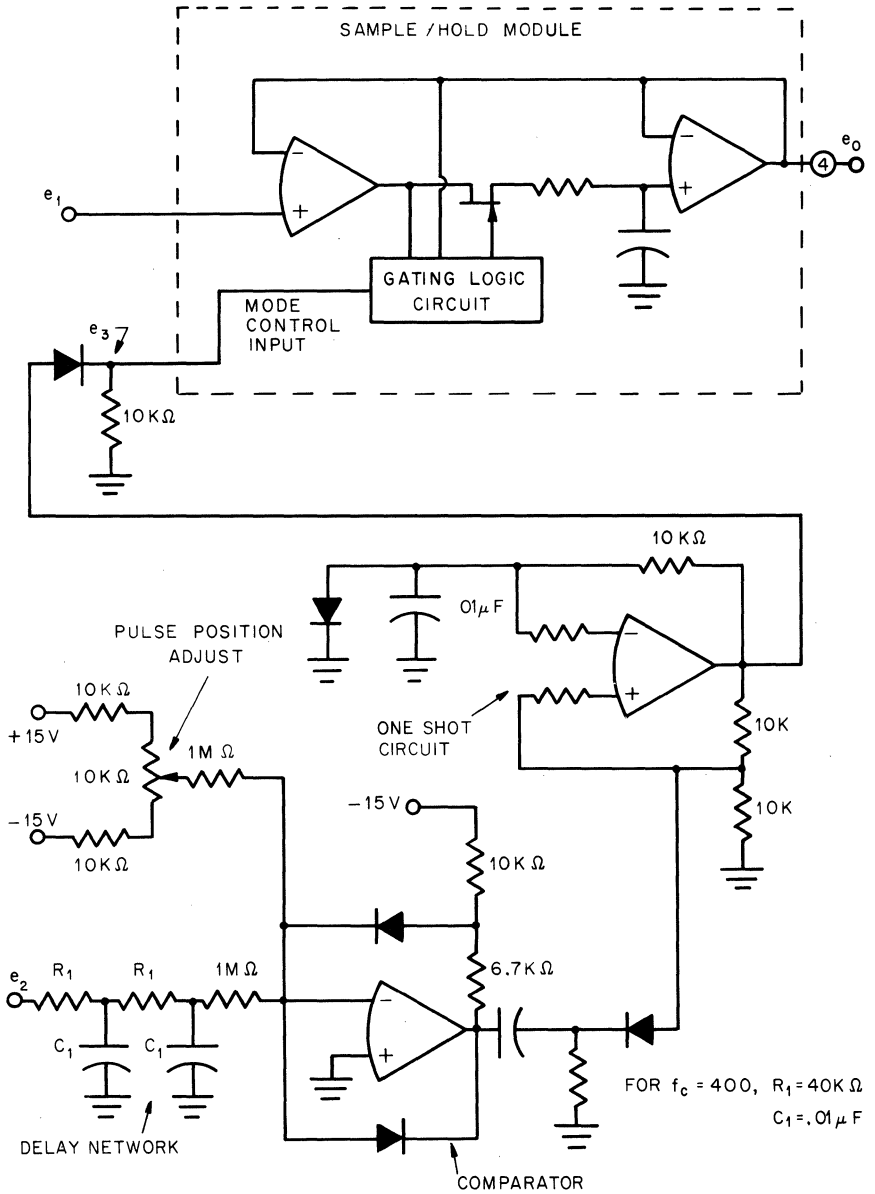 SAMPLE / HOLD MODULE
−
e1
+
−
+
4
e0
GATING LOGIC
CIRCUIT
MODE
CONTROL
INPUT
e3
10KΩ
10KΩ
.01μF
PULSE POSITION
ADJUST
−
+
10KΩ
+15V
10KΩ
1MΩ
−15V
10KΩ
ONE SHOT
CIRCUIT
10K
10K
−15V
10KΩ
e2
R1
R1
1MΩ
6.7KΩ
C1
C1
−
+
FOR fc = 400, R1 = 40KΩ
C1 = .01μF
DELAY NETWORK
COMPARATOR